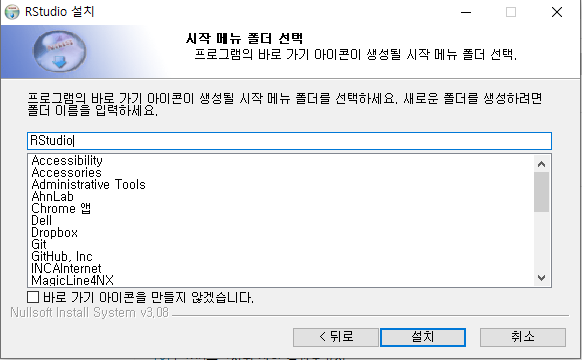 RStudio 설치
시작 메뉴 폴더 선택
프로그램의 바로 가기 아이콘이 생성될 시작 메뉴 폴더 선택.
프로그램의 바로 가기 아이콘이 생성될 시작 메뉴 폴더를 선택하세요. 새로운 폴더를 생성하려면
폴더 이름을 입력하세요.
RStudio
Accessibility
Accessories
Administrative Tools
AhnLab
Chrome 앱
Dell
Dropbox
Git
GitHub, Inc
INCAInternet
MagicLine4NX
바로 가기 아이콘을 만들지 않겠습니다.
Nullsoft Install System v3.08
< 뒤로
설치
취소